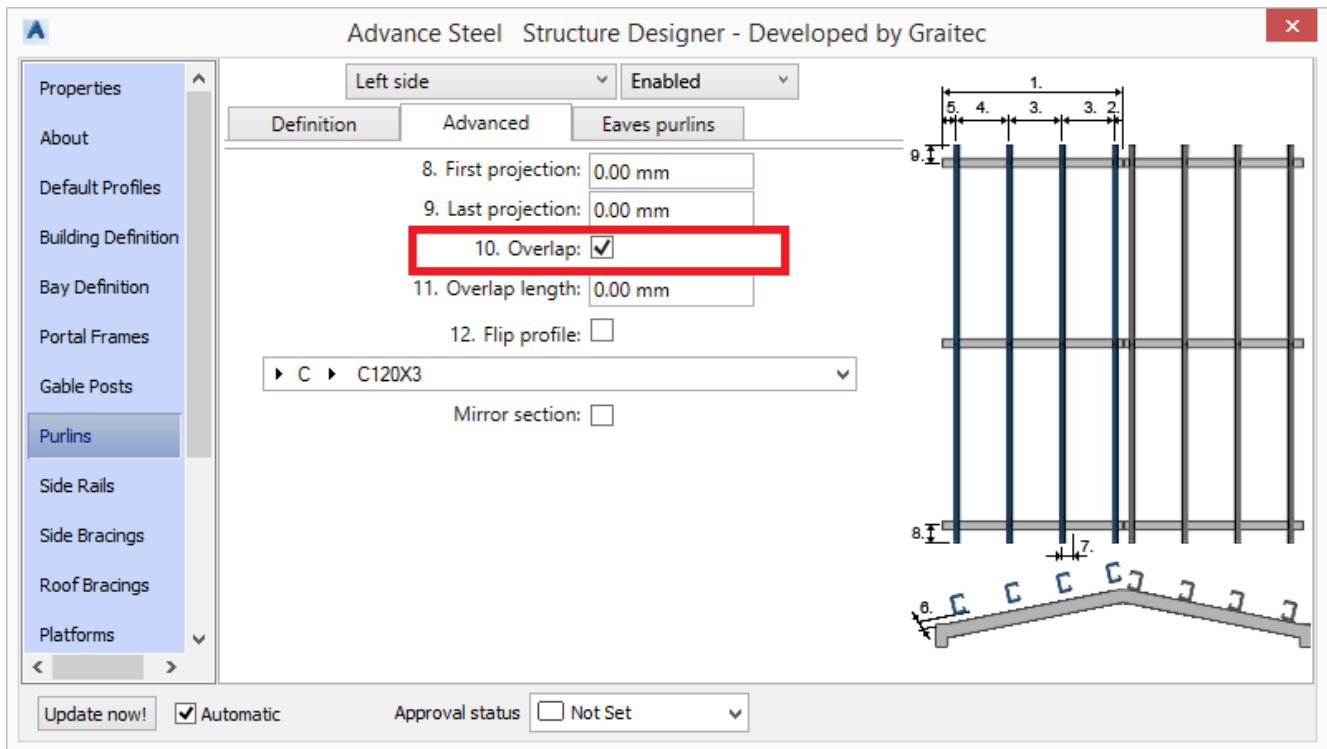 Advance Steel Structure Designer - Developed by Graitec
Properties
About
Default Profiles
Building Definition
Bay Definition
Portal Frames
Gable Posts
Purlins
Side Rails
Side Bracings
Roof Bracings
Platforms
Left side
Enabled
Definition
Advanced
Eaves purlins
8. First projection: 0.00 mm
9. Last projection: 0.00 mm
10. Overlap:
11. Overlap length: 0.00 mm
12. Flip profile:
C C120X3
Mirror section:
1.
5. 4. 3. 3. 2.
9.
8.
7.
6.
Update now! Automatic Approval status Not Set